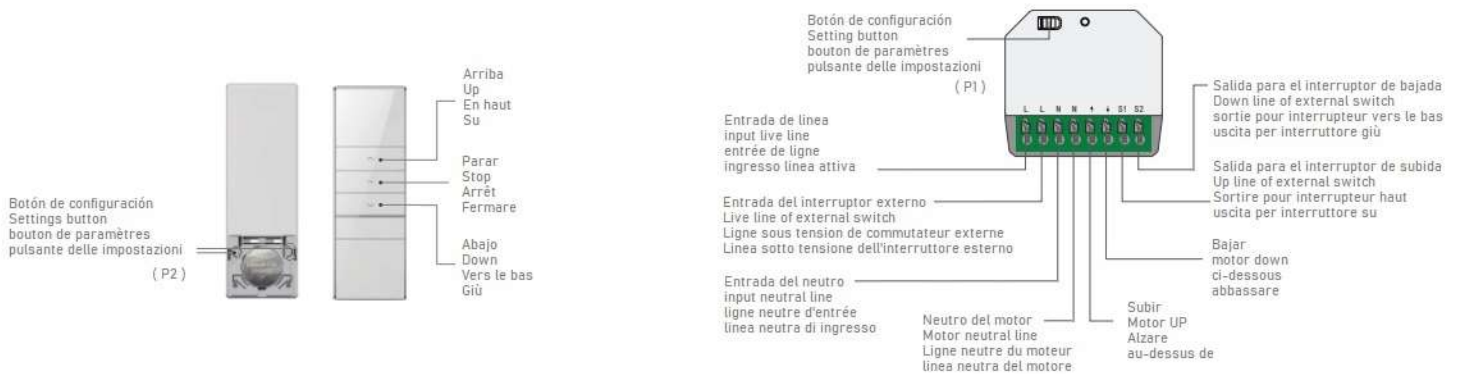 Arriba
Up
En haut
Su
Parar
Stop
Arrêt
Fermare
Abajo
Down
Vers le bas
Giù
Botón de configuración
Settings button
bouton de paramètres
pulsante delle impostazioni
( P2 )
Botón de configuración
Setting button
bouton de paramètres
pulsante delle impostazioni
( P1 )
L L N N ↑ ↓ S1 S2
Entrada de linea
input live line
entrée de ligne
ingresso linea attiva
Entrada del interruptor externo
Live line of external switch
Ligne sous tension de commutateur externe
Linea sotto tensione dell'interruttore esterno
Entrada del neutro
input neutral line
ligne neutre d'entrée
linea neutra di ingresso
Neutro del motor
Motor neutral line
Ligne neutre du moteur
linea neutra del motore
Subir
Motor UP
Alzare
au-dessus de
Bajar
motor down
ci-dessous
abbassare
Salida para el interruptor de subida
Up line of external switch
Sortire pour interrupteur haut
uscita per interruttore su
Salida para el interruptor de bajada
Down line of external switch
sortie pour interrupteur vers le bas
uscita per interruttore giù